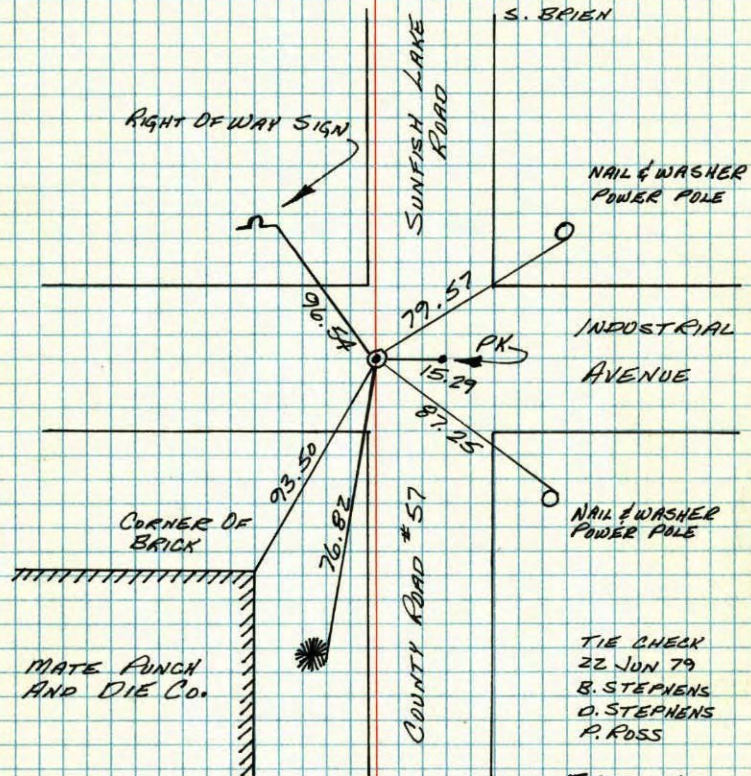 S. BRIEN
SUNFISH LAKE
ROAD
RIGHT OF WAY SIGN
NAIL & WASHER
POWER POLE
96.54
79.57
PK
15.29
INDUSTRIAL
AVENUE
87.25
93.50
76.82
CORNER OF
BRICK
COUNTY ROAD #57
NAIL & WASHER
POWER POLE
MATE PUNCH
AND DIE CO.
TIE CHECK
22 JUN 79
B. STEPHENS
D. STEPHENS
P. ROSS